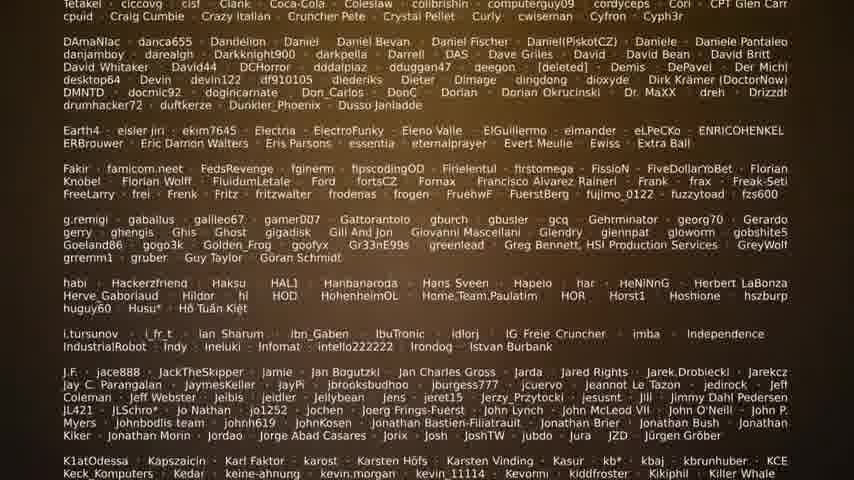 Tetakel · ciccovg · cisf · Clank · Coca-Cola · Coleslaw · collbrishin · computerguy09 · cordyceps · Cori · CPT Glen Carr
cpuid · Craig Cumbie · Crazy Italian · Cruncher Pete · Crystal Pellet · Curly · cwisernan · Cyfron · Cyph3r
DAmaNlac · danca655 · Dandelion · Daniel · Daniel Bevan · Daniel Fischer · Daniel(PiskotCZ) · Daniele · Daniele Pantaleo
danjamboy · darealgh · Darkknight900 · darkpella · Darrell · DAS · Dave Griles · David · David Bean · David Britt
David Whitaker · David44 · DCHorror · dddalpiaz · dduggan47 · deegon · [deleted] · Demis · DePavei · Der Michl
desktop64 · Devin · devin122 · df910105 · diederiks · Dieter · Dimage · dingdong · dioxyde · Dirk Krämer (DoctorNow)
DMNTD · docmic92 · dogincarnate · Don_Carlos · DonC · Dorian · Dorian Okrucinski · Dr. MaXX · dreh · Drizzdt
drumhacker72 · duftkerze · Dunkler_Phoenix · Dusso Janladde
Earth4 · eisler jiri · ekim7645 · Electria · ElectroFunky · Eleno Valle · ElGuillermo · elmander · eLPeCKo · ENRICOHENKEL
ERBrouwer · Eric Damon Walters · Eris Parsons · essentia · eternalprayer · Evert Meulie · Ewiss · Extra Ball
Fakir · famicom.neet · FedsRevenge · fginerm · fipscodingOD · Firielentul · firstomega · FissioN · FiveDollarYoBet · Florian
Knobel · Florian Wolff · FluidumLetale · Ford · fortsCZ · Fornax · Francisco Alvarez Rainerl · Frank · frax · Freak-Seti
FreeLarry · frei · Frenk · Fritz · fritzwalter · frodenas · frogen · FruehwF · FuerstBerg · fujimo_0122 · fuzzytoad · fzs600
g.remigi · gaballus · galileo67 · gamer007 · Gattorantolo · gburch · gbusler · gcq · Gehrminator · georg70 · Gerardo
gerry · ghengis · Ghis · Ghost · gigadisk · Gill And Jon · Giovanni Mascellani · Glendry · glennpat · gloworm · gobshite5
Goeland86 · gogo3k · Golden_Frog · goofyx · Gr33nE99s · greenlead · Greg Bennett, HSI Production Services · GreyWolf
grremm1 · gruber · Guy Taylor · Göran Schmidt
habi · Hackerzfriend · Haksu · HAL1 · Hanbanaroda · Hans Sveen · Hapelo · har · HeNiNnG · Herbert LaBonza
Herve_Gaboriaud · Hildor · hl · HOD · HohenheimOL · Home.Team.Paulatim · HOR · Horst1 · Hoshione · hszburp
huguy60 · Husu* · Hồ Tuấn Kiệt
i.tursunov · i_fr_t · Ian Sharum · Ibn_Gaben · IbuTronic · idlorj · IG Freie Cruncher · imba · Independence
IndustrialRobot · Indy · Ineluki · Infomat · intello222222 · Irondog · Istvan Burbank
J.F. · jace888 · JackTheSkipper · Jamie · Jan Bogutzki · Jan Charles Gross · Jarda · Jared Rights · Jarek.Drobieckl · Jarekcz
Jay C. Parangalan · JaymesKeller · JayPi · jbrooksbudhoo · jburgess777 · jcuervo · Jeannot Le Tazon · jedirock · Jeff
Coleman · Jeff Webster · Jeibis · jeidler · Jellybean · Jens · jeret15 · Jerzy_Przytocki · jesusnt · Jill · Jimmy Dahl Pedersen
JL421 · JLSchro* · Jo Nathan · jo1252 · jochen · Joerg Frings-Fuerst · John Lynch · John McLeod VII · John O'Neill · John P.
Myers · Johnbodlis team · johnh619 · JohnKosen · Jonathan Bastien-Filiatrault · Jonathan Brier · Jonathan Bush · Jonathan
Kiker · Jonathan Morin · Jordao · Jorge Abad Casares · Jorix · Josh · JoshTW · jubdo · Jura · JZD · Jürgen Gröber
K1atOdessa · Kapszaicin · Karl Faktor · karost · Karsten Höfs · Karsten Vinding · Kasur · kb* · kbaj · kbrunhuber · KCE
Keck_Komputers · Kedar · keine-ahnung · kevin.morgan · kevin_11114 · Kevorni · kiddfroster · Kikiphil · Killer Whale